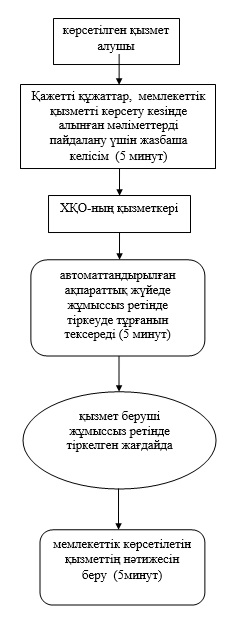 көрсетілген қызмет
алушы
Қажетті құжаттар, мемлекеттік
қызметті көрсету кезінде
алынған мәліметтерді
пайдалану үшін жазбаша
келісім (5 минут)
ХҚО-ның қызметкері
автоматтандырылған
ақпараттық жүйеде
жұмыссыз ретінде
тіркеуде тұрғанын
тексереді (5 минут)
қызмет беруші
жұмыссыз ретінде
тіркелген жағдайда
мемлекеттік көрсетілетін
қызметтің нәтижесін
беру (5минут)